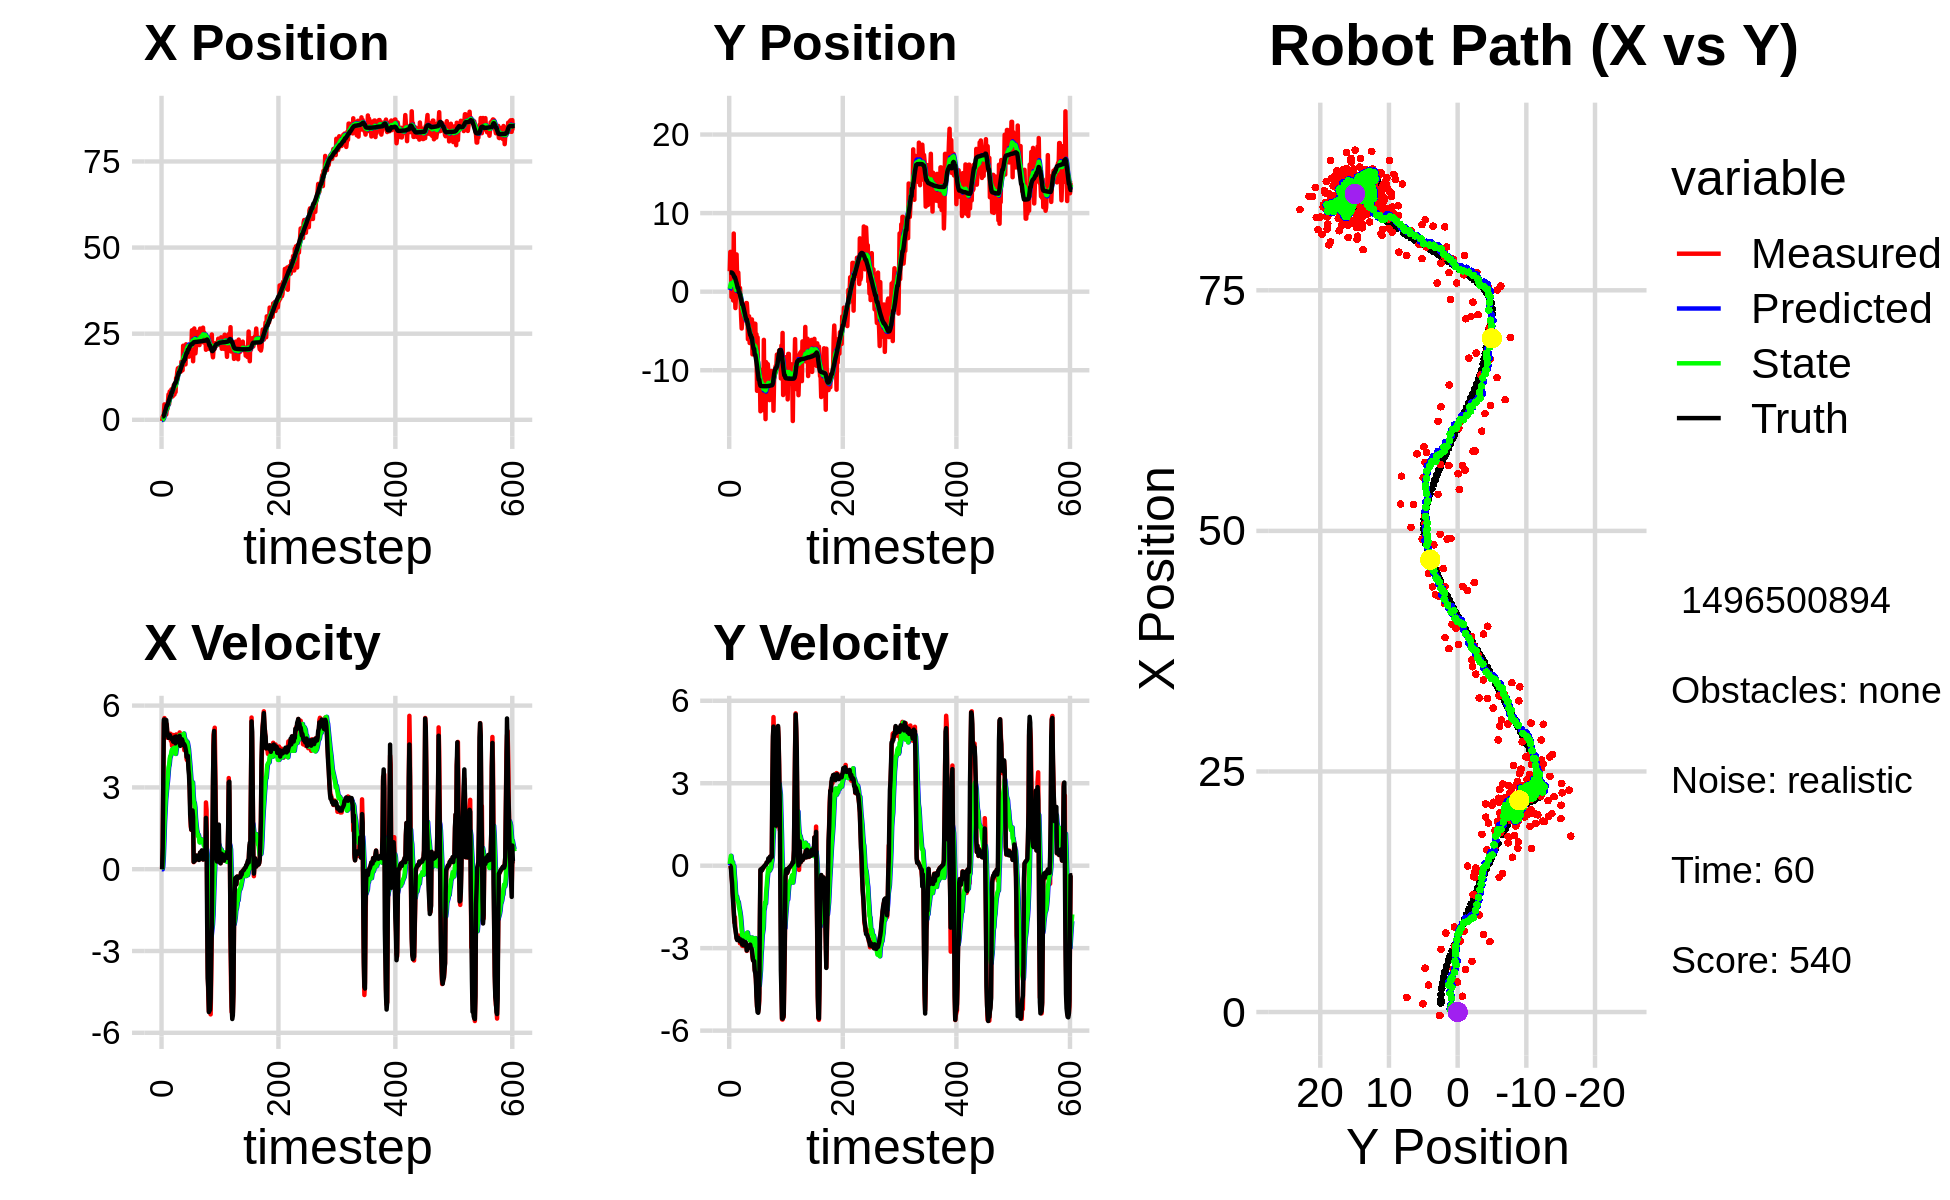 X Position
75
50
25
0
0
200
400
600
timestep
Y Position
20
10
0
-10
0
200
400
600
timestep
X Velocity
6
3
0
-3
-6
0
200
400
600
timestep
Y Velocity
6
3
0
-3
-6
0
200
400
600
timestep
Robot Path (X vs Y)
X Position
75
50
25
0
20 10 0 -10 -20
Y Position
variable
Measured
Predicted
State
Truth
1496500894
Obstacles: none
Noise: realistic
Time: 60
Score: 540